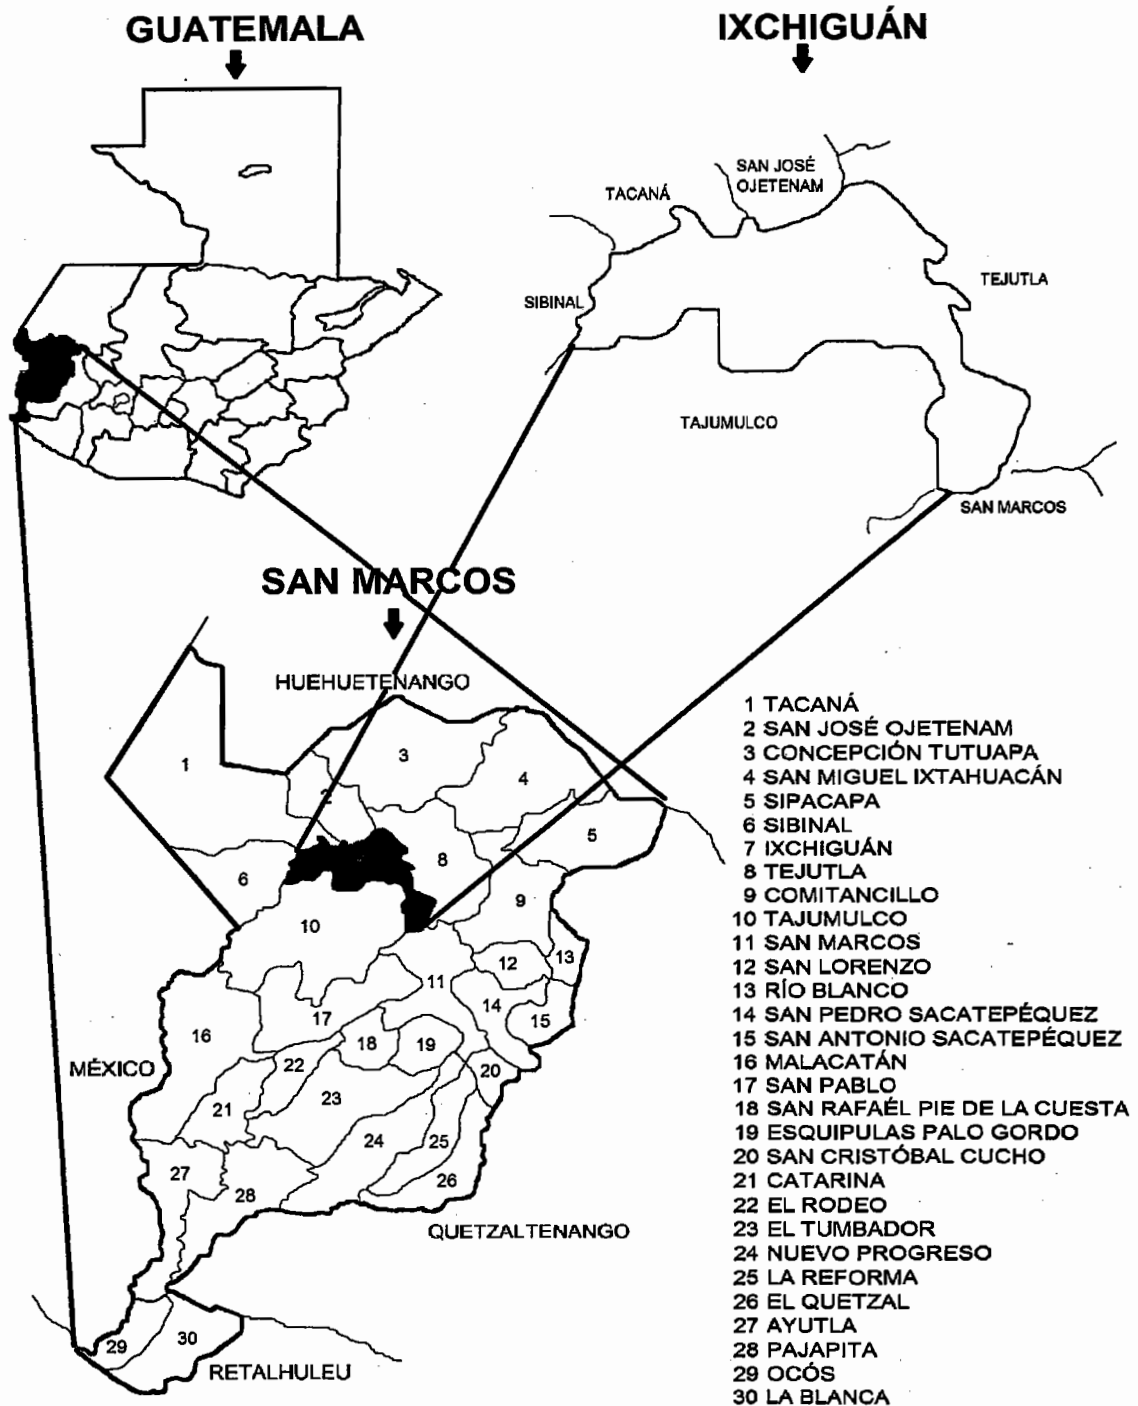 GUATEMALA
IXCHIGUÁN
SAN JOSÉ
OJETENAM
TACANÁ
TEJUTLA
SIBINAL
TAJUMULCO
SAN MARCOS
SAN MARCOS
HUEHUETENANGO
1
2
3
4
5
6
8
9
10
11
12
13
14
15
16
17
18
19
20
21
22
23
24
25
26
27
28
29
30
MÉXICO
QUETZALTENANGO
RETALHULEU
1 TACANÁ
2 SAN JOSÉ OJETENAM
3 CONCEPCIÓN TUTUAPA
4 SAN MIGUEL IXTAHUACÁN
5 SIPACAPA
6 SIBINAL
7 IXCHIGUÁN
8 TEJUTLA
9 COMITANCILLO
10 TAJUMULCO
11 SAN MARCOS
12 SAN LORENZO
13 RÍO BLANCO
14 SAN PEDRO SACATEPÉQUEZ
15 SAN ANTONIO SACATEPÉQUEZ
16 MALACATÁN
17 SAN PABLO
18 SAN RAFAÉL PIE DE LA CUESTA
19 ESQUIPULAS PALO GORDO
20 SAN CRISTÓBAL CUCHO
21 CATARINA
22 EL RODEO
23 EL TUMBADOR
24 NUEVO PROGRESO
25 LA REFORMA
26 EL QUETZAL
27 AYUTLA
28 PAJAPITA
29 OCÓS
30 LA BLANCA